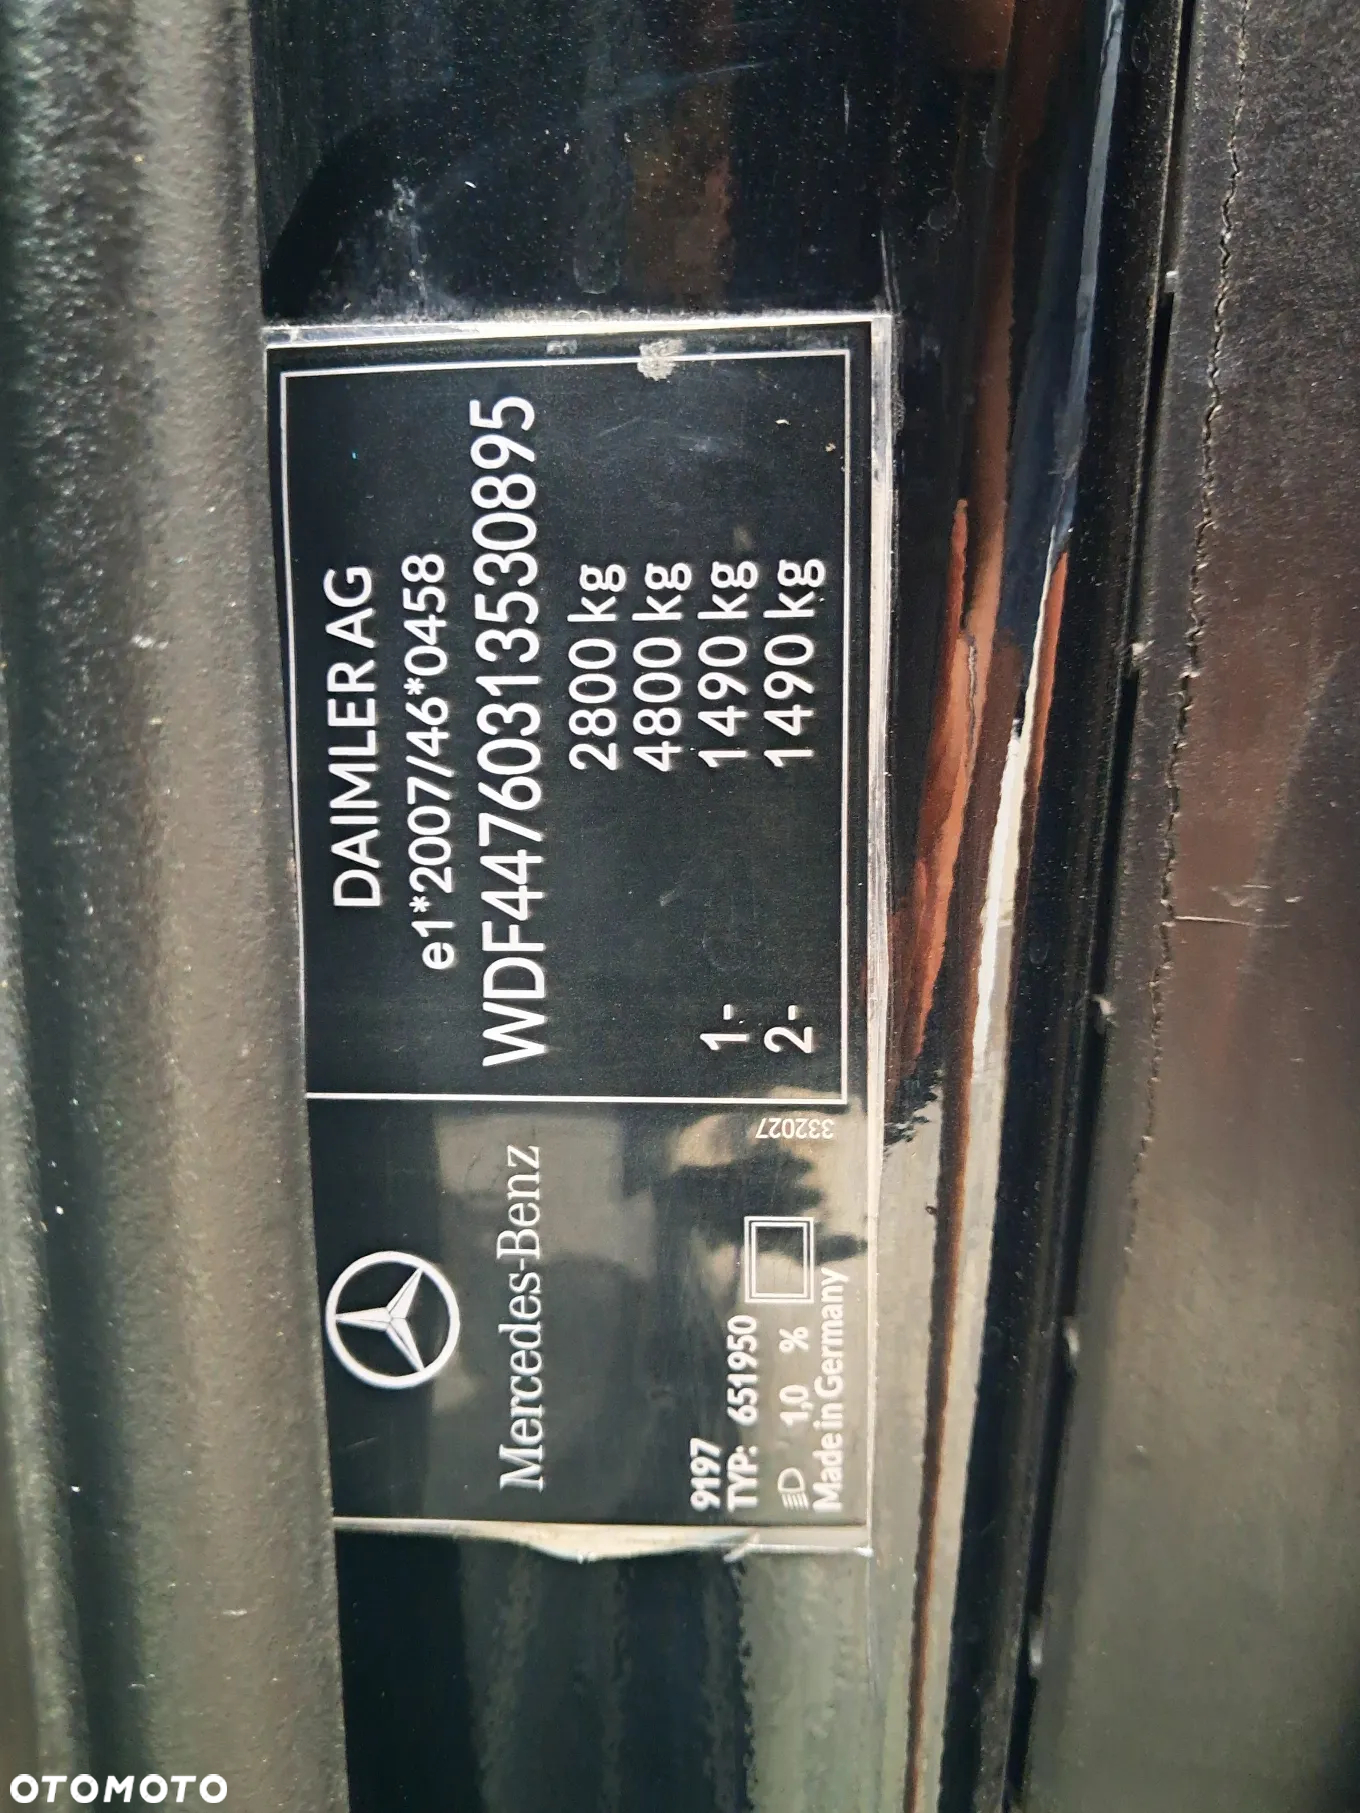 DAIMLER AG
e1*2007/46*0458
WDF44760313530895
2800 kg
4800 kg
1- 1490 kg
2- 1490 kg
Mercedes-Benz
332027
9197
TYP: 651950
1,0 %
Made in Germany
OTOMOTO